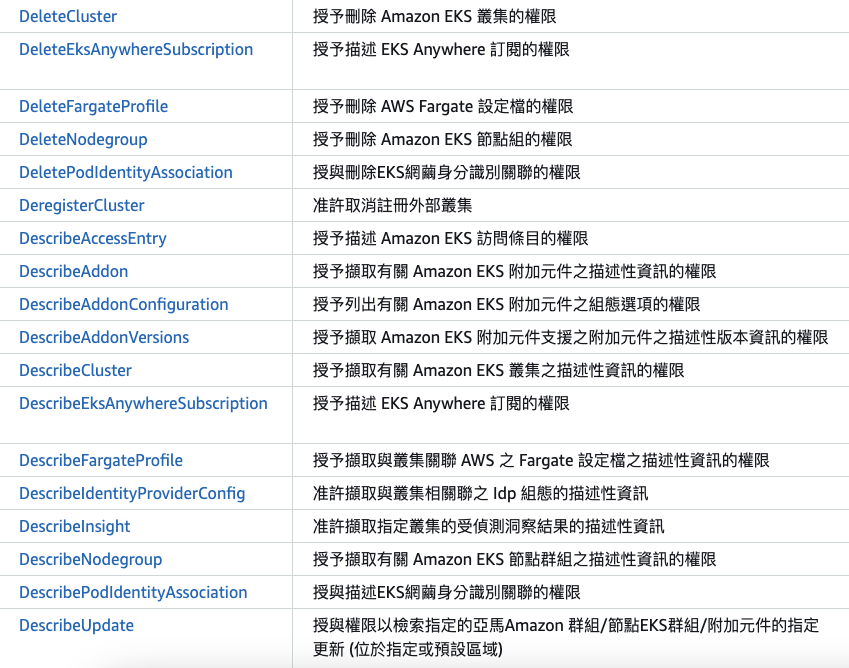 DeleteCluster 授予刪除 Amazon EKS 叢集的權限
DeleteEksAnywhereSubscription 授予描述 EKS Anywhere 訂閱的權限
DeleteFargateProfile 授予刪除 AWS Fargate 設定檔的權限
DeleteNodegroup 授予刪除 Amazon EKS 節點組的權限
DeletePodIdentityAssociation 授與刪除EKS網繭身分識別關聯的權限
DeregisterCluster 准許取消註冊外部叢集
DescribeAccessEntry 授予描述 Amazon EKS 訪問條目的權限
DescribeAddon 授予擷取有關 Amazon EKS 附加元件之描述性資訊的權限
DescribeAddonConfiguration 授予列出有關 Amazon EKS 附加元件之組態選項的權限
DescribeAddonVersions 授予擷取 Amazon EKS 附加元件支援之附加元件之描述性版本資訊的權限
DescribeCluster 授予擷取有關 Amazon EKS 叢集之描述性資訊的權限
DescribeEksAnywhereSubscription 授予描述 EKS Anywhere 訂閱的權限
DescribeFargateProfile 授予擷取與叢集關聯 AWS 之 Fargate 設定檔之描述性資訊的權限
DescribeIdentityProviderConfig 准許擷取與叢集相關聯之 Idp 組態的描述性資訊
DescribeInsight 准許擷取指定叢集的受偵測洞察結果的描述性資訊
DescribeNodegroup 授予擷取有關 Amazon EKS 節點群組之描述性資訊的權限
DescribePodIdentityAssociation 授與描述EKS網繭身分識別關聯的權限
DescribeUpdate 授與權限以檢索指定的亞馬Amazon 群組/節點EKS群組/附加元件的指定
更新 (位於指定或預設區域)